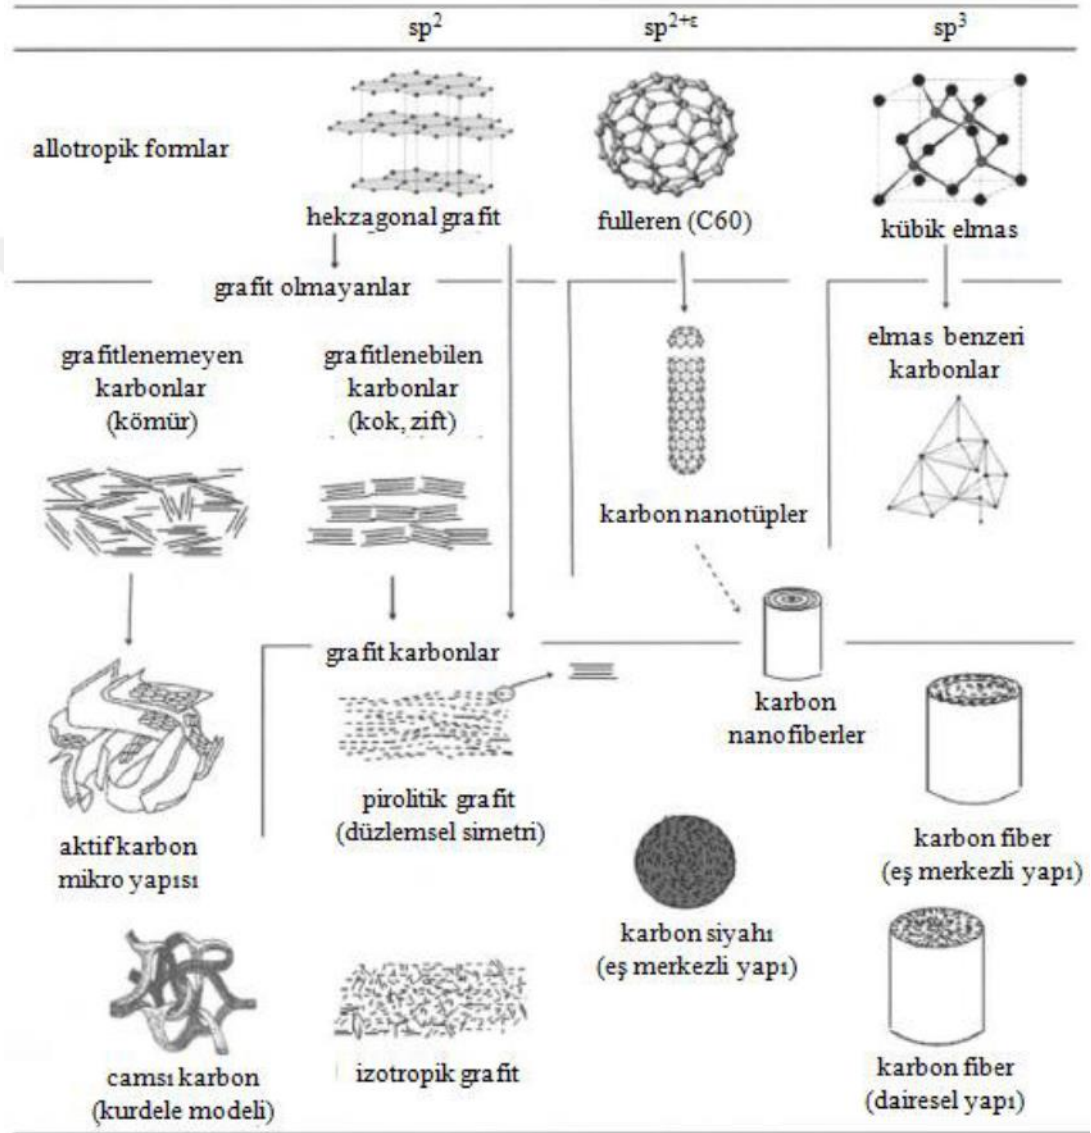 sp²
sp²⁺ᵋ
sp³
allotropik formlar
hekzagonal grafit
fulleren (C60)
kübik elmas
grafit olmayanlar
grafitlenemeyen
karbonlar
(kömür)
grafitlenebilen
karbonlar
(kok, zift)
karbon nanotüpler
elmas benzeri
karbonlar
grafit karbonlar
karbon
nanofiberler
aktif karbon
mikro yapısı
pirolitik grafit
(düzlemsel simetri)
karbon siyahı
(eş merkezli yapı)
karbon fiber
(eş merkezli yapı)
camsı karbon
(kurdele modeli)
izotropik grafit
karbon fiber
(dairesel yapı)